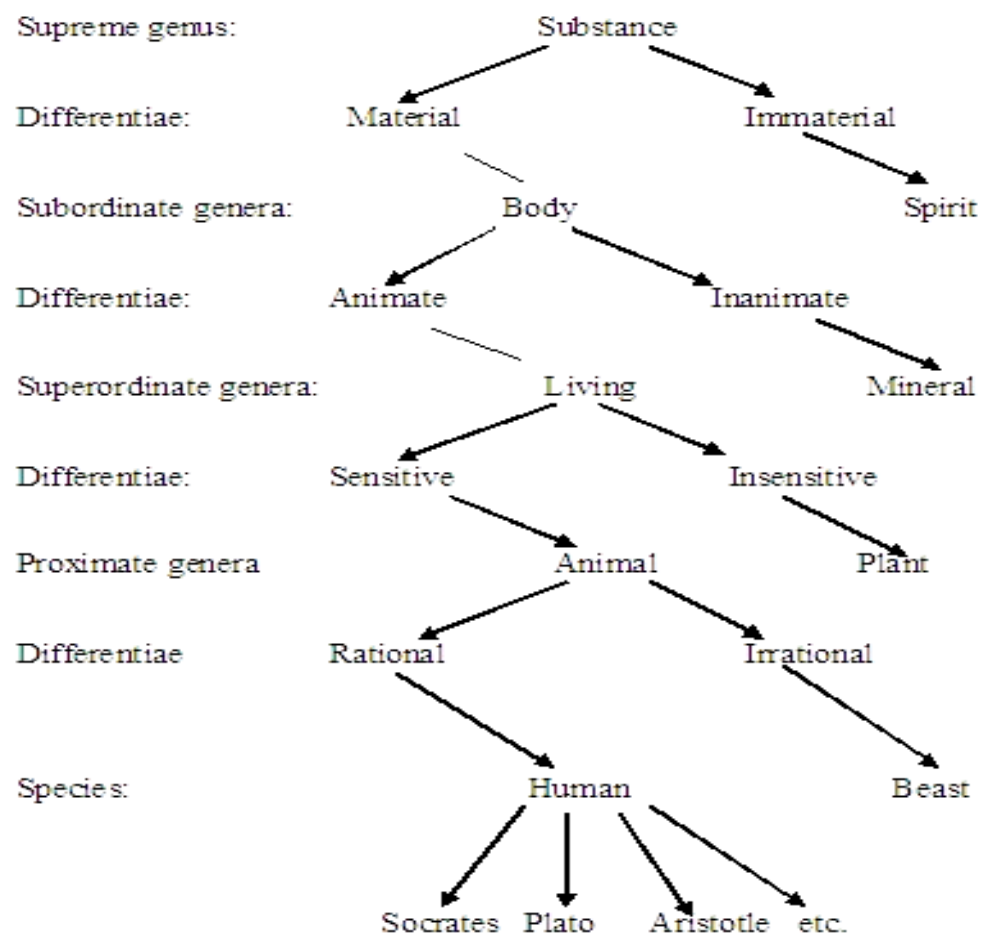 Supreme genus: Substance
Differentiae: Material Immaterial
Subordinate genera: Body Spirit
Differentiae: Animate Inanimate
Superordinate genera: Living Mineral
Differentiae: Sensitive Insensitive
Proximate genera Animal Plant
Differentiae Rational Irrational
Species: Human Beast
Socrates Plato Aristotle etc.